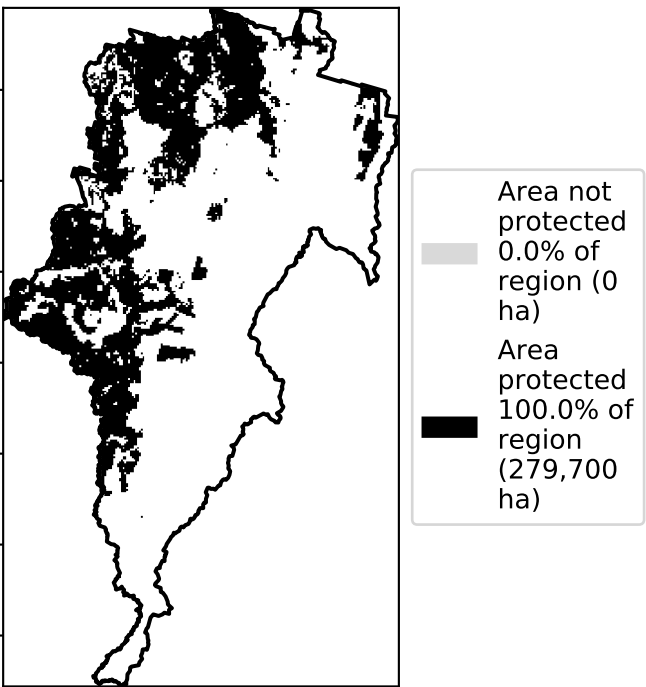 Area not
protected
0.0% of
region (0
ha)
Area
protected
100.0% of
region
(279,700
ha)